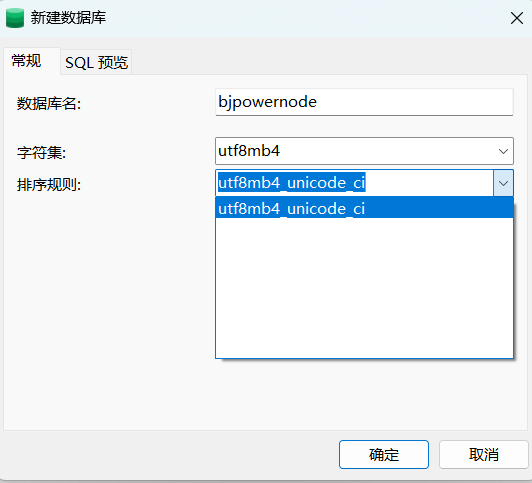 新建数据库
常规
SQL 预览
数据库名:
bjpowernode
字符集:
utf8mb4
排序规则:
utf8mb4_unicode_ci
utf8mb4_unicode_ci
确定
取消